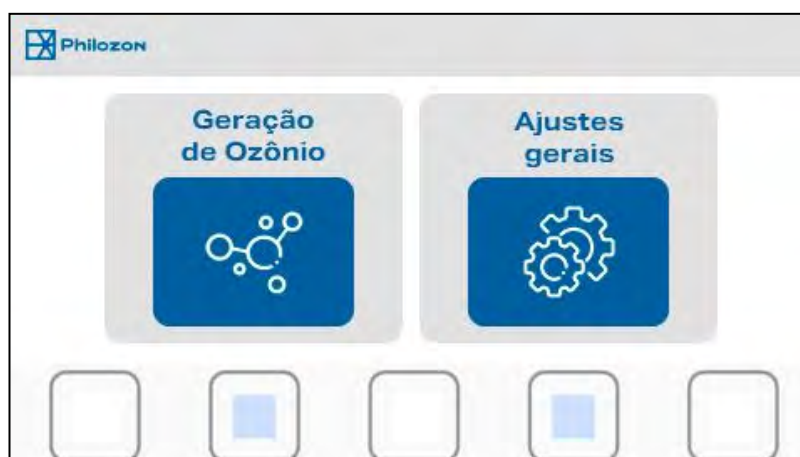 Philozon
Geração
de Ozônio
Ajustes
gerais